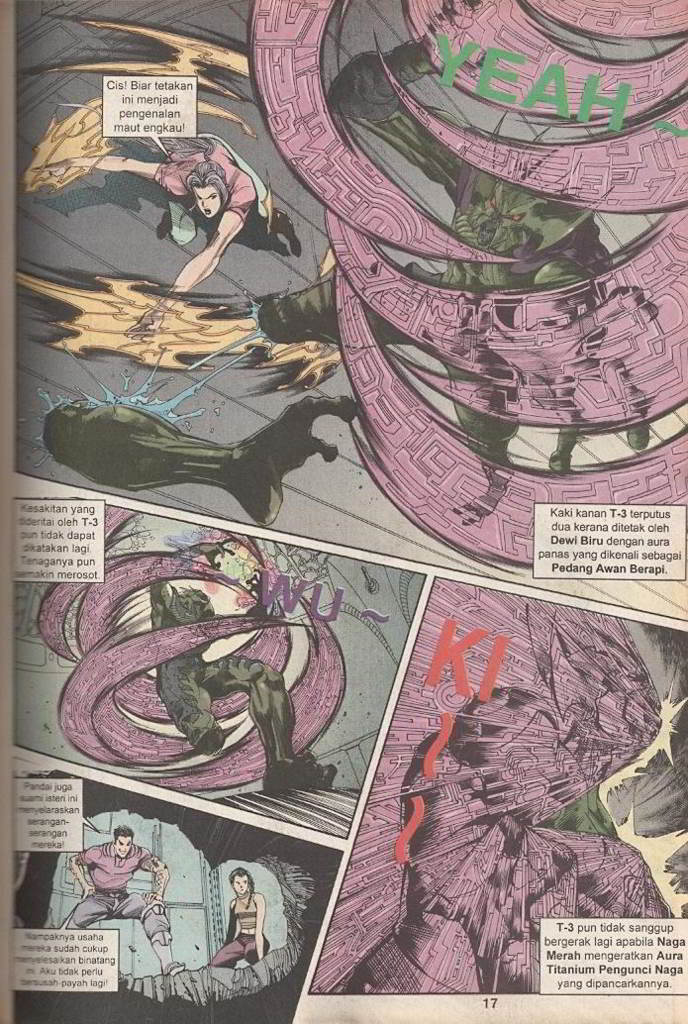 Cis! Biar tetakan
ini menjadi
pengenalan
maut engkau!
YEAH ~
Kaki kanan T-3 terputus
dua kerana ditetak oleh
Dewi Biru dengan aura
panas yang dikenali sebagai
Pedang Awan Berapi.
Kesakitan yang
dideritai oleh T-3
pun tidak dapat
dikatakan lagi.
Tenaganya pun
semakin merosot.
~ WU ~
KI ~~
Pandai juga
suami isteri ini
menyelaraskan
serangan-
serangan
mereka!
Nampaknya usaha
mereka sudah cukup
menyelesaikan binatang
ni. Aku tidak perlu
bersusah-payah lagi!
T-3 pun tidak sanggup
bergerak lagi apabila Naga
Merah mengeratkan Aura
Titanium Pengunci Naga
yang dipancarkannya.
17